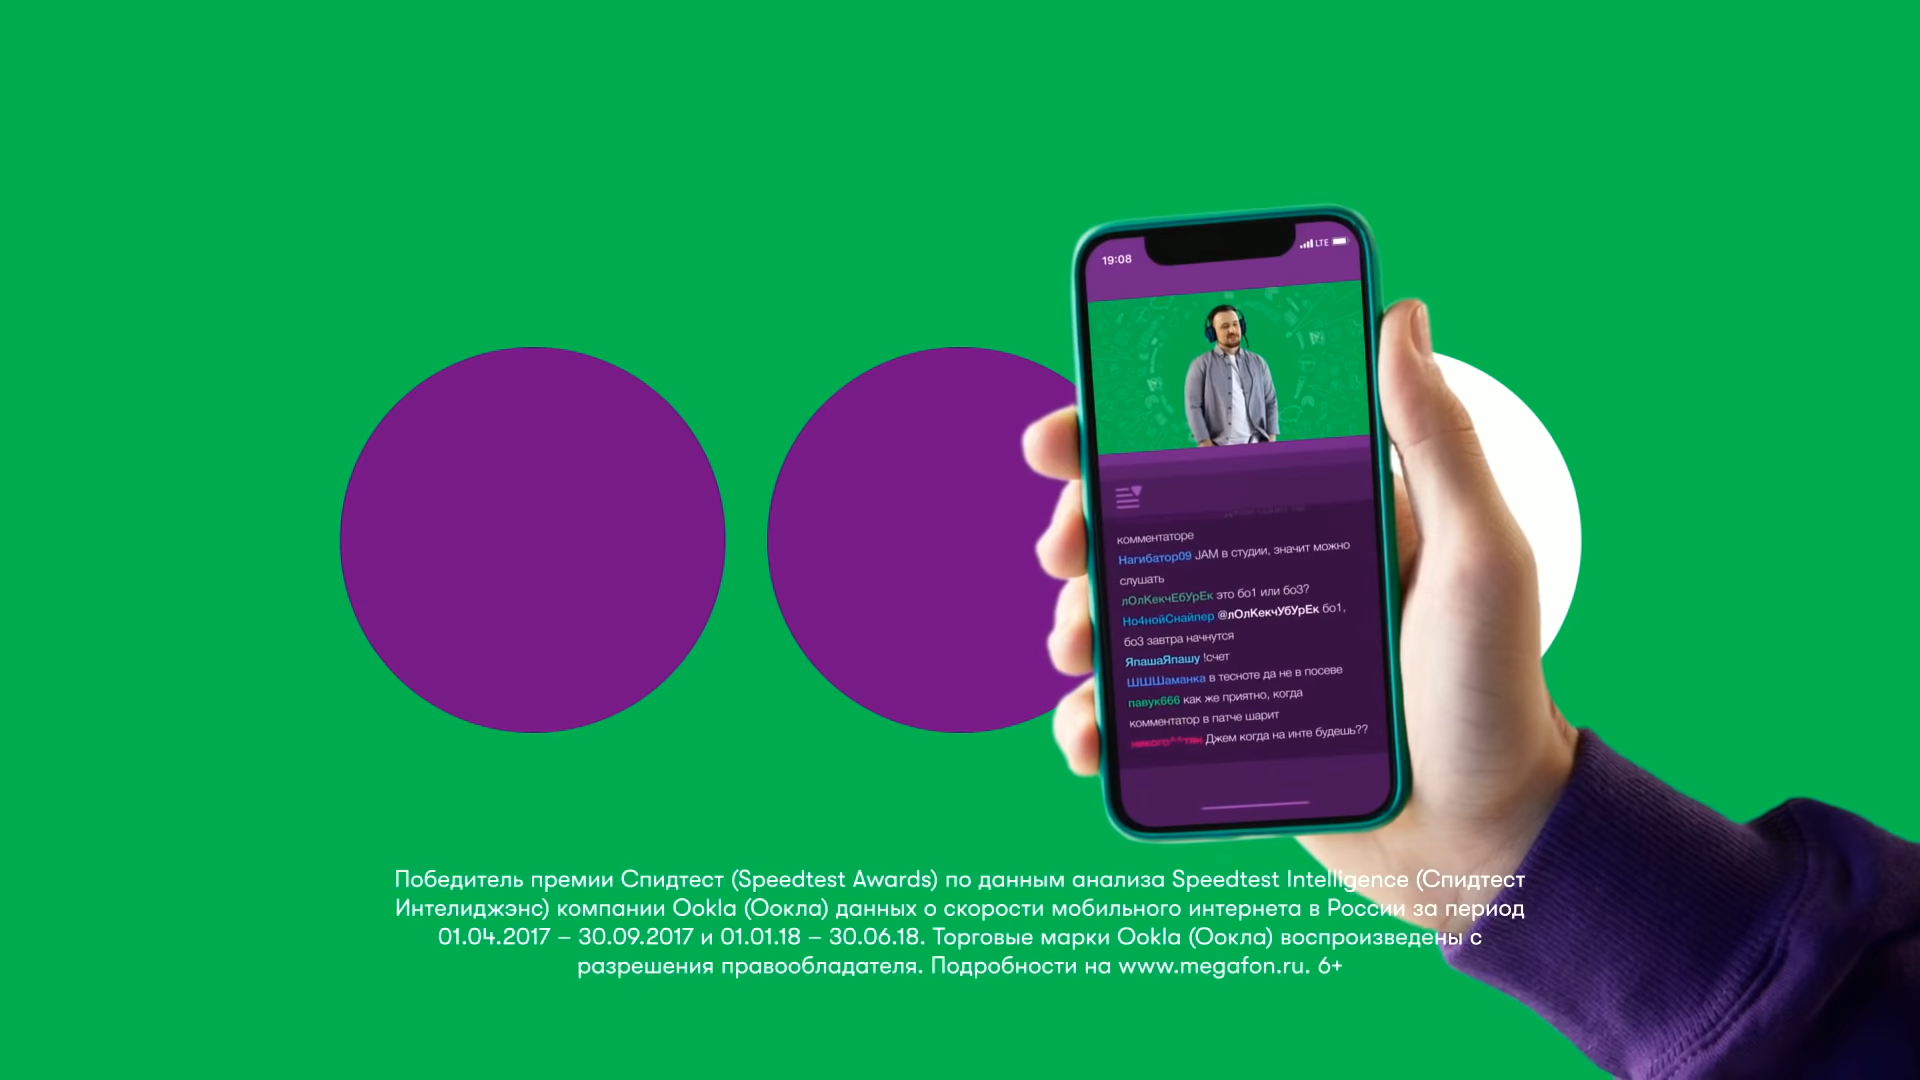 19:08
LTE
комментаторе
Нагибатор09 JAM в студии, значит можно
слушать
лОлКекчЕбУрЕк это бо1 или бо3?
Но4нойСнайпер @лОлКекчУбУрЕк бо1,
бо3 завтра начнутся
ЯпашаЯпашу !счет
ШШШаманка в тесноте да не в посеве
павук666 как же приятно, когда
комментатор в патче шарит
Джем когда на инте будешь??
Победитель премии Спидтест (Speedtest Awards) по данным анализа Speedtest Intelligence (Спидтест
Интелиджэнс) компании Ookla (Оокла) данных о скорости мобильного интернета в России за период
01.04.2017 – 30.09.2017 и 01.01.18 – 30.06.18. Торговые марки Ookla (Оокла) воспроизведены с
разрешения правообладателя. Подробности на www.megafon.ru. 6+